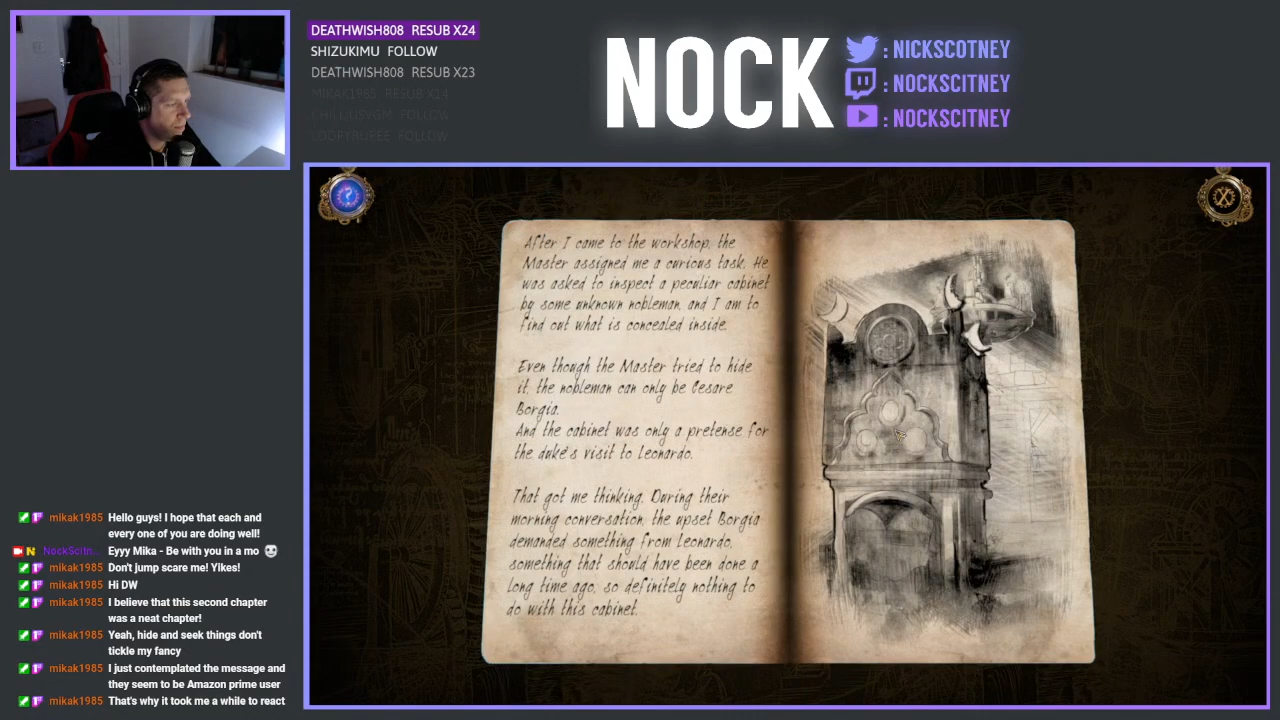 DEATHWISH808 RESUB X24
SHIZUKIMU FOLLOW
DEATHWISH808 RESUB X23
MIKAK1985 RESUB X14
NOCK
: NICKSCOTNEY
: NOCKSCITNEY
: NOCKSCITNEY
After I came to the workshop, the
Master assigned me a curious task. He
was asked to inspect a peculiar cabinet
by some unknown nobleman, and I am to
find out what is concealed inside.
Even though the Master tried to hide
it, the nobleman can only be Cesare
Borgia.
And the cabinet was only a pretense for
the duke's visit to Leonardo.
That got me thinking. During their
morning conversation, the upset Borgia
demanded something from Leonardo,
something that should have been done a
long time ago, so definitely nothing to
do with this cabinet.
mikak1985 Hello guys! I hope that each and
every one of you are doing well!
NockScitn... Eyyy Mika - Be with you in a mo
mikak1985 Don't jump scare me! Yikes!
mikak1985 Hi DW
mikak1985 I believe that this second chapter
was a neat chapter!
mikak1985 Yeah, hide and seek things don't
tickle my fancy
mikak1985 I just contemplated the message and
they seem to be Amazon prime user
mikak1985 That's why it took me a while to react